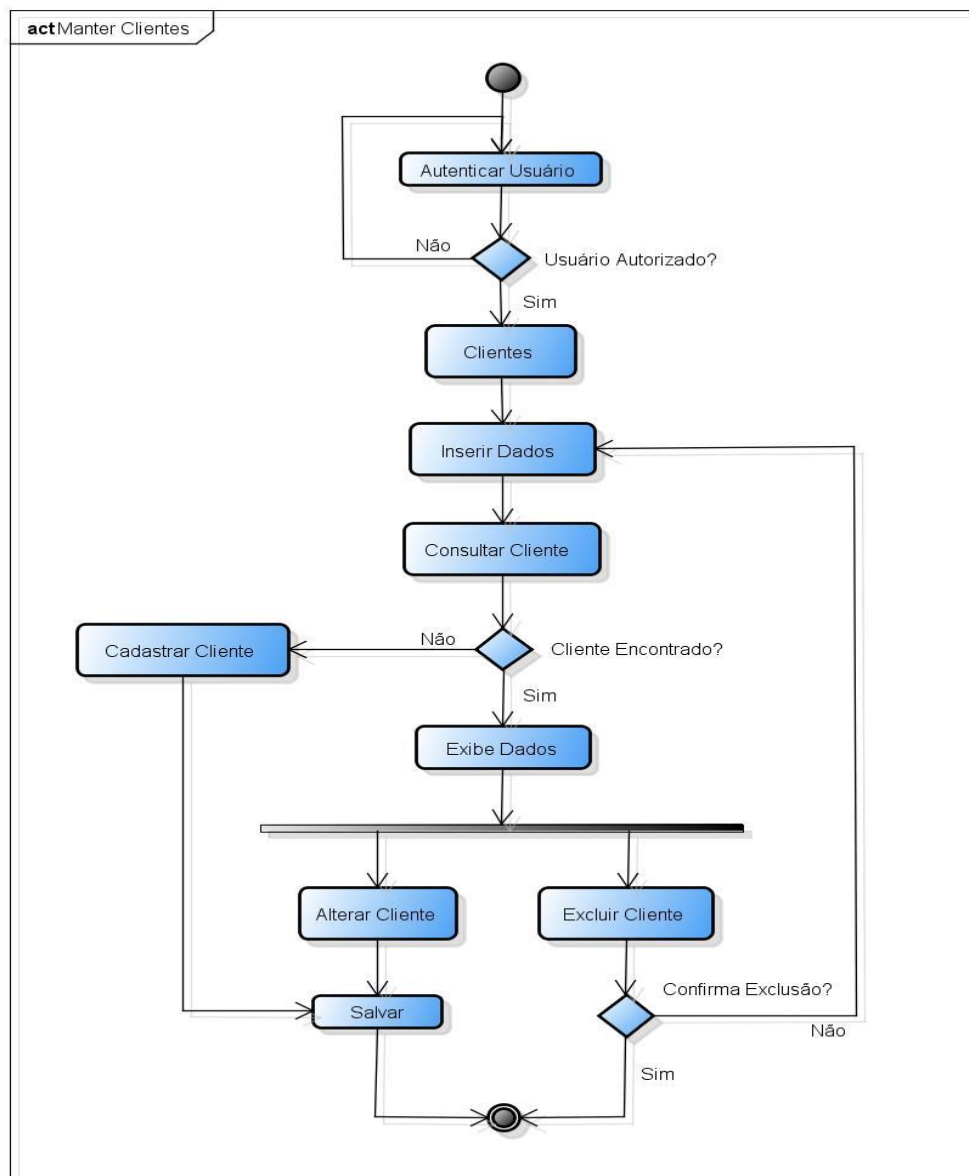 act Manter Clientes
Autenticar Usuário
Não
Usuário Autorizado?
Sim
Clientes
Inserir Dados
Consultar Cliente
Não
Cadastrar Cliente
Cliente Encontrado?
Sim
Exibe Dados
Alterar Cliente
Excluir Cliente
Confirma Exclusão?
Salvar
Não
Sim